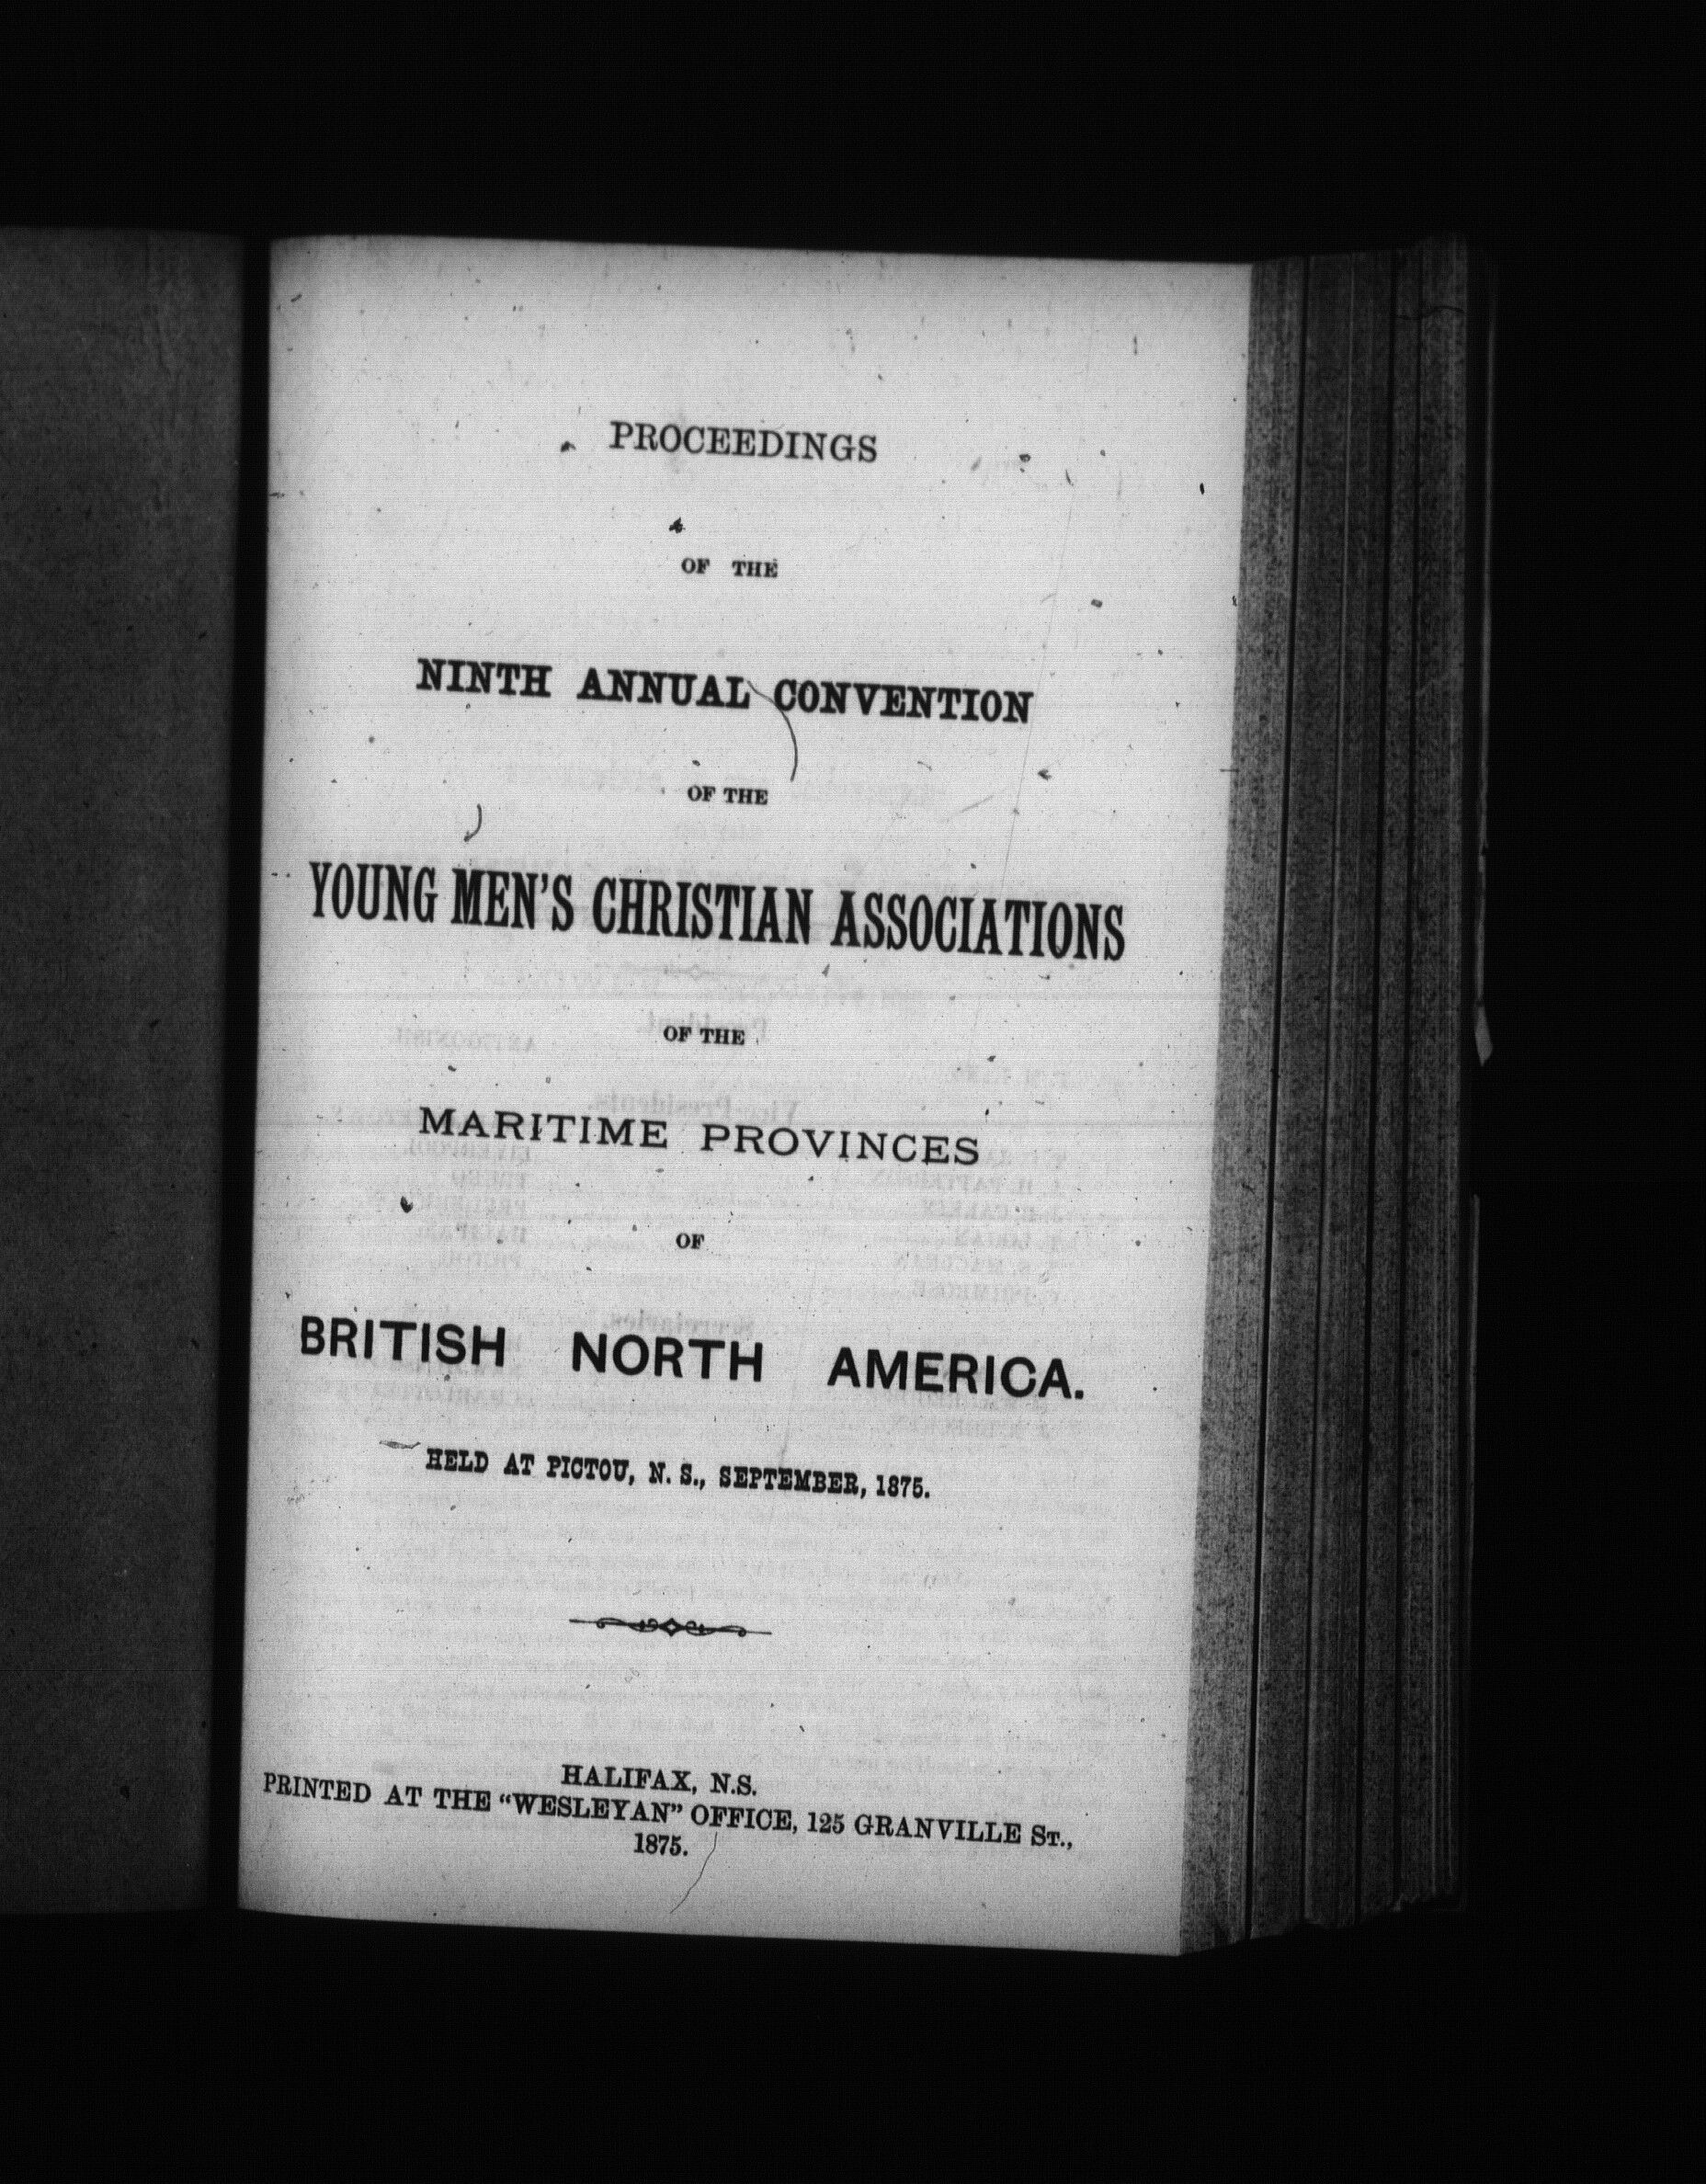 PROCEEDINGS
OF THE
NINTH ANNUAL CONVENTION
OF THE
YOUNG MEN'S CHRISTIAN ASSOCIATIONS
OF THE
MARITIME PROVINCES
OF
BRITISH NORTH AMERICA.
HELD AT PICTOU, N. S., SEPTEMBER, 1875.
HALIFAX, N.S.
PRINTED AT THE "WESLEYAN" OFFICE, 125 GRANVILLE ST.,
1875.